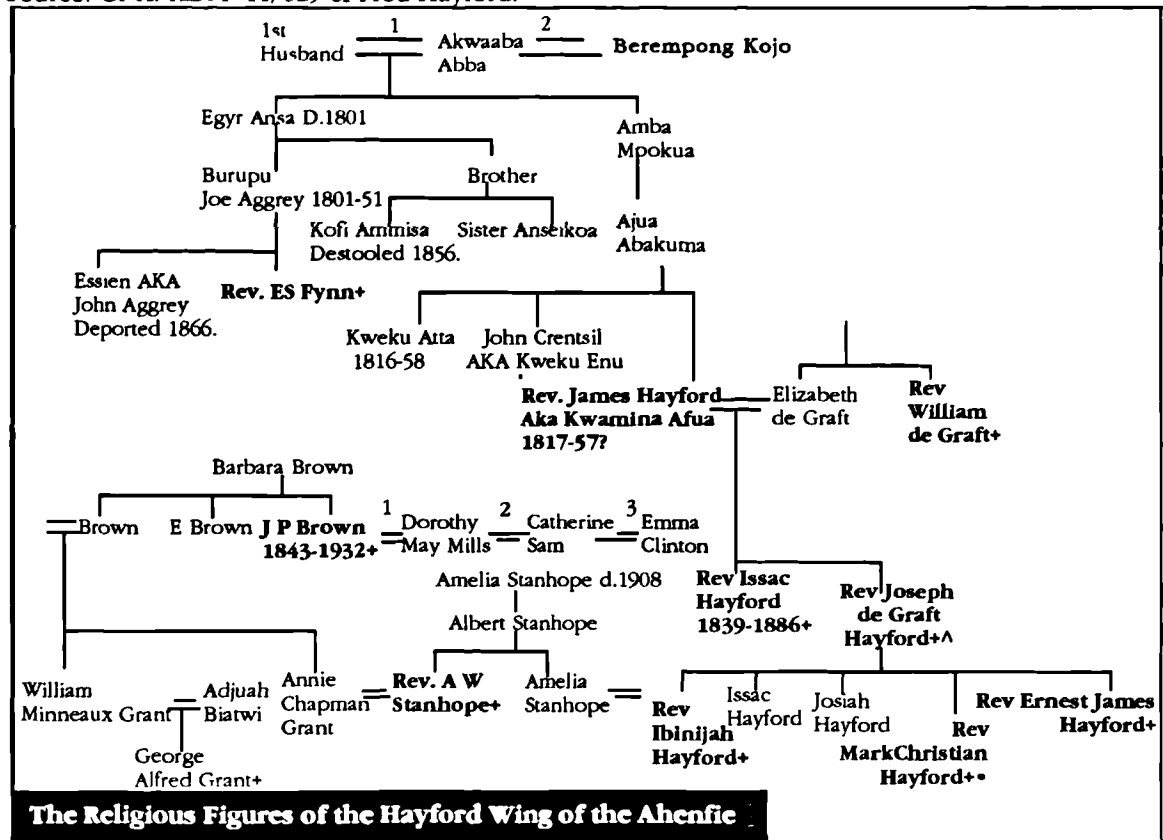 1st
Husband
1
Akwaaba
Abba
2
Berempong Kojo
Egyr Ansa D.1801
Amba
Mpokua
Burupu
Joe Aggrey 1801-51
Brother
Kofi Ammisa
Destooled 1856.
Sister Anseikoa
Ajua
Abakuma
Essien AKA
John Aggrey
Deported 1866.
Rev. ES Fynn+
Kweku Atta
1816-58
John Crentsil
AKA Kweku Enu
Rev. James Hayford
Aka Kwamina Afua
1817-57?
Elizabeth
de Graft
Rev
William
de Graft+
Barbara Brown
Brown
E Brown
J P Brown
1843-1932+
1
Dorothy
May Mills
2
Catherine
Sam
3
Emma
Clinton
Amelia Stanhope d.1908
Albert Stanhope
Rev Issac
Hayford
1839-1886+
Rev Joseph
de Graft
Hayford+^
William
Minneaux Grant
Adjuah
Biatwi
Annie
Chapman
Grant
Rev. A W
Stanhope+
Amelia
Stanhope
Rev
Ibinijah
Hayford+
Issac
Hayford
Josiah
Hayford
Rev
MarkChristian
Hayford+•
Rev Ernest James
Hayford+
George
Alfred Grant+
The Religious Figures of the Hayford Wing of the Ahenfie